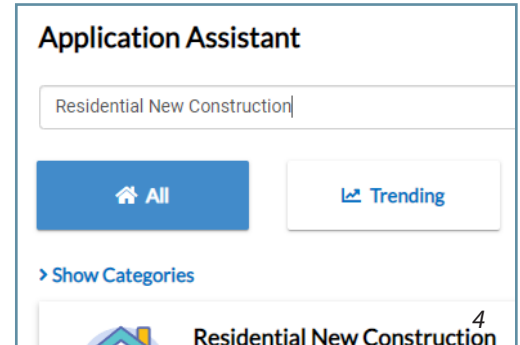 Application Assistant
Residential New Construction
All
Trending
> Show Categories
4
Residential New Construction